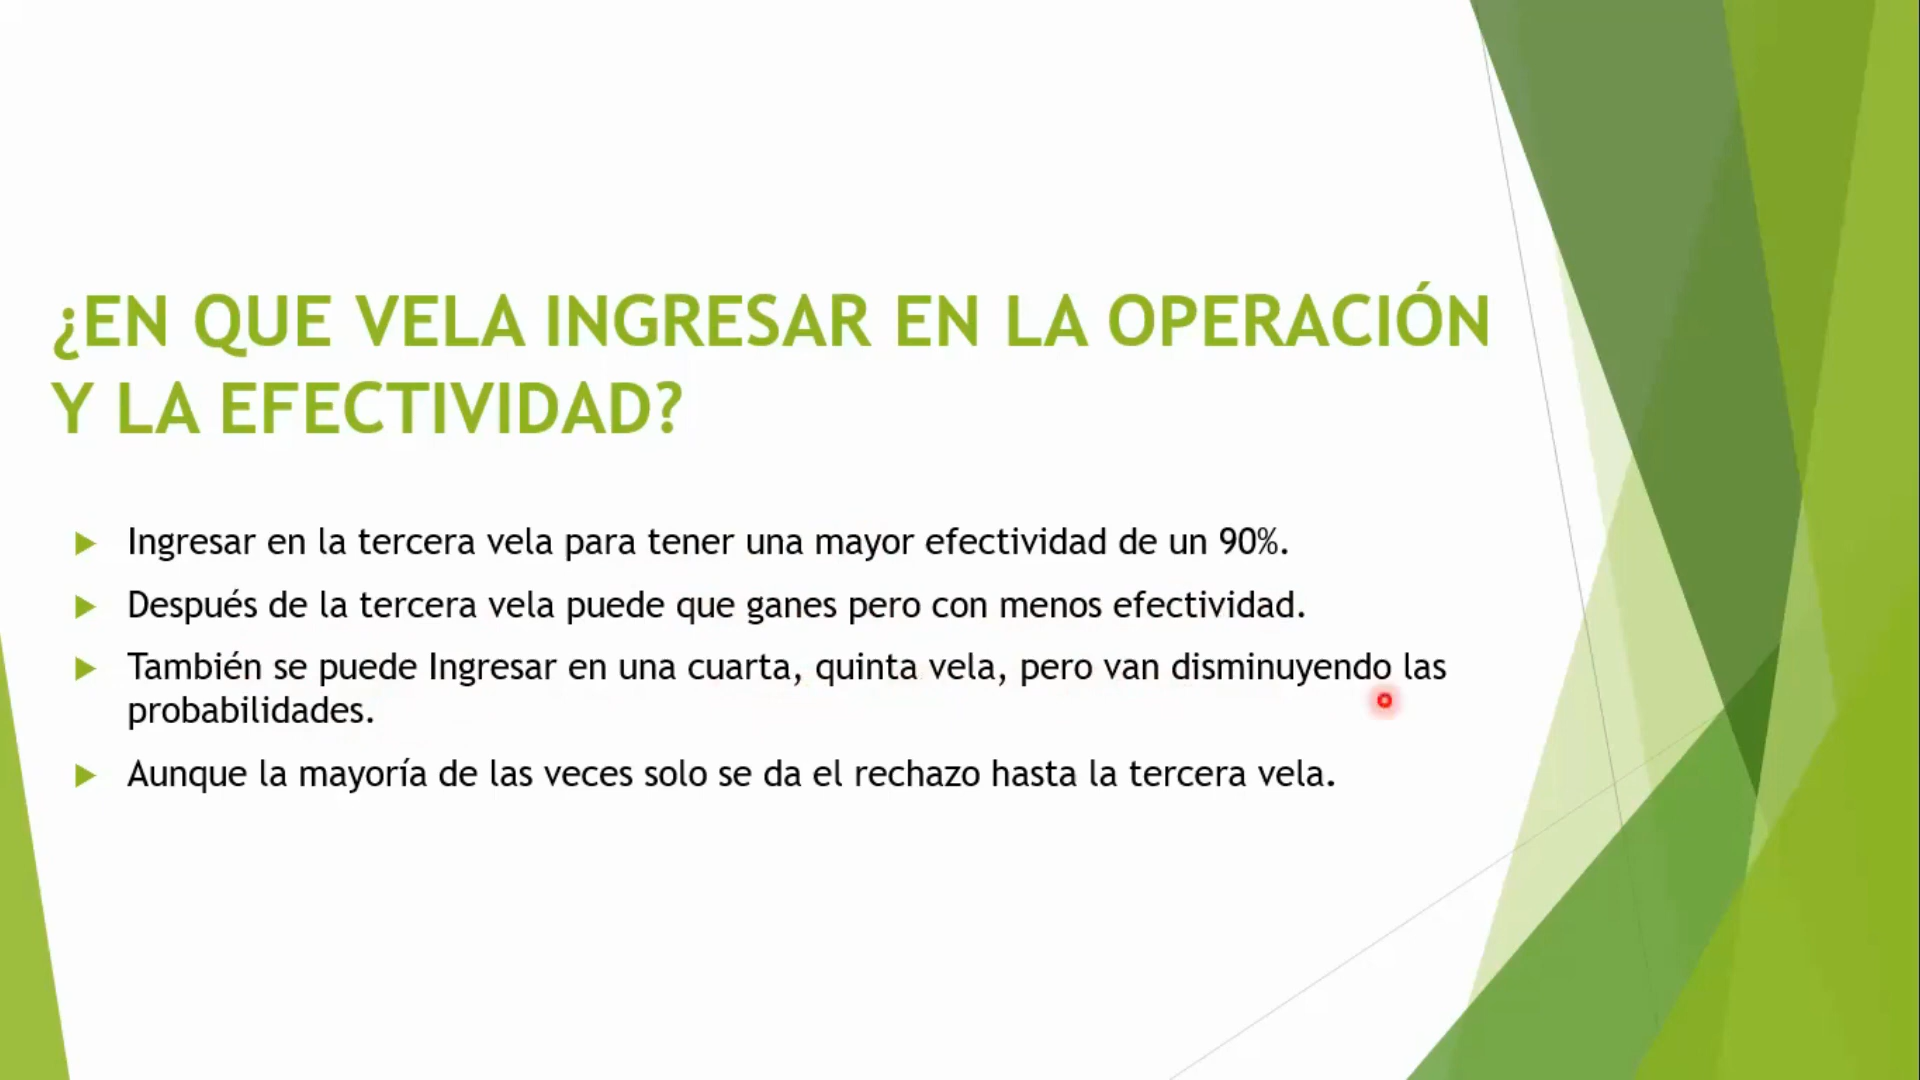 ¿EN QUE VELA INGRESAR EN LA OPERACIÓN
Y LA EFECTIVIDAD?
Ingresar en la tercera vela para tener una mayor efectividad de un 90%.
Después de la tercera vela puede que ganes pero con menos efectividad.
También se puede Ingresar en una cuarta, quinta vela, pero van disminuyendo las
probabilidades.
Aunque la mayoría de las veces solo se da el rechazo hasta la tercera vela.